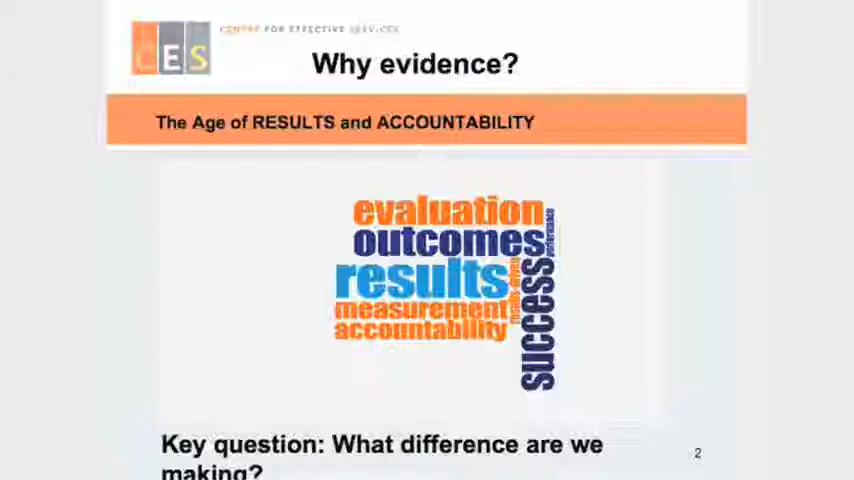 CES
CENTRE FOR EFFECTIVE SERVICES
Why evidence?
The Age of RESULTS and ACCOUNTABILITY
evaluation
outcomes
results
measurement
accountability
success
Key question: What difference are we
making?
2